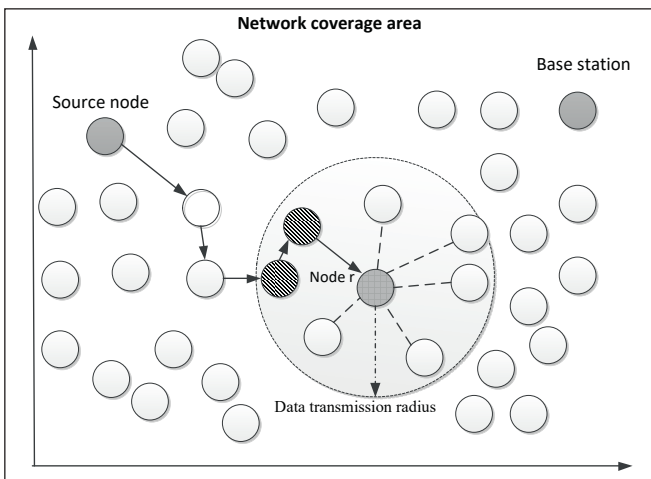 Network coverage area
Base station
Source node
Node r
Data transmission radius